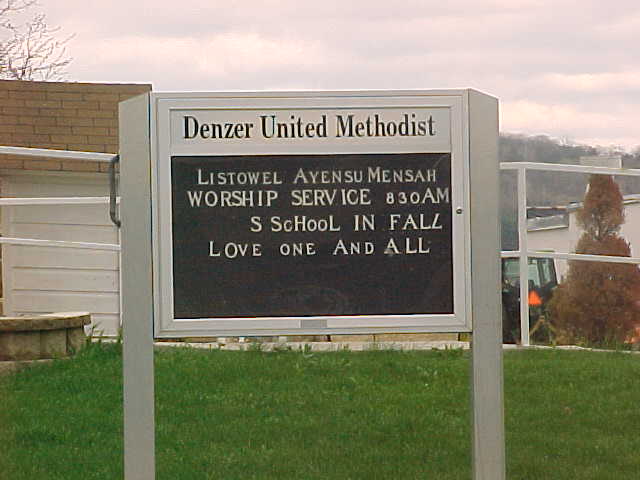 Denzer United Methodist
LISTOWEL AYENSU MENSAH
WORSHIP SERVICE 830AM
S ScHOOL IN FALL
LOVE ONE AND ALL